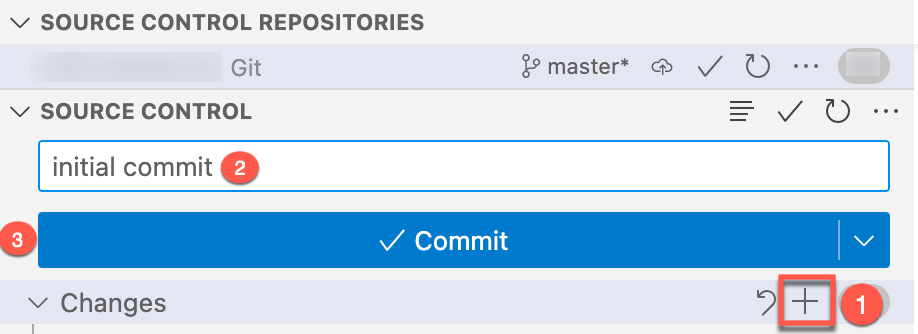 SOURCE CONTROL REPOSITORIES
Git master*
SOURCE CONTROL
initial commit 2
3 Commit
Changes 1